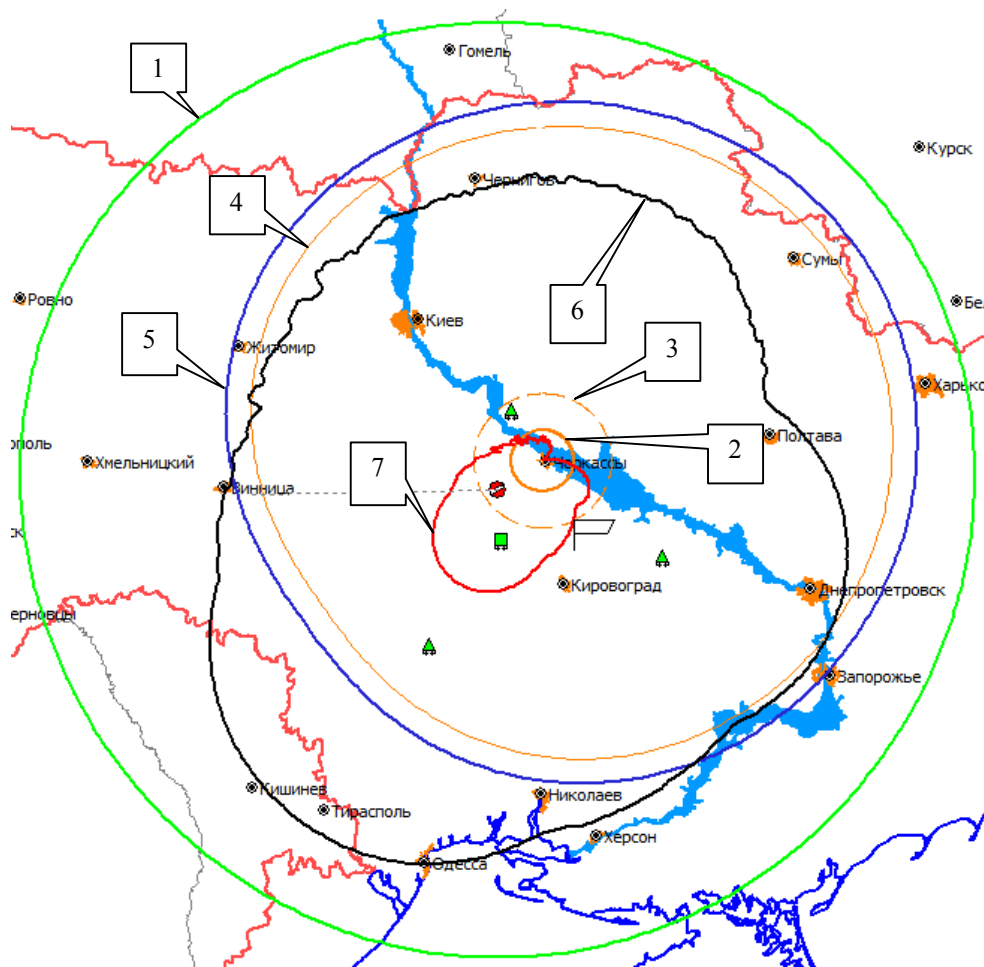 Гомель
1
Курск
Чернигов
4
Сумы
6
Ровно
Бел
Киев
5
3
Житомир
Харько
Полтава
2
ополь
Хмельницкий
7
Черкассы
Винница
ск
Кировоград
Днепропетровск
ерновцы
Запорожье
Кишинев
Николаев
Тирасполь
Херсон
Одесса